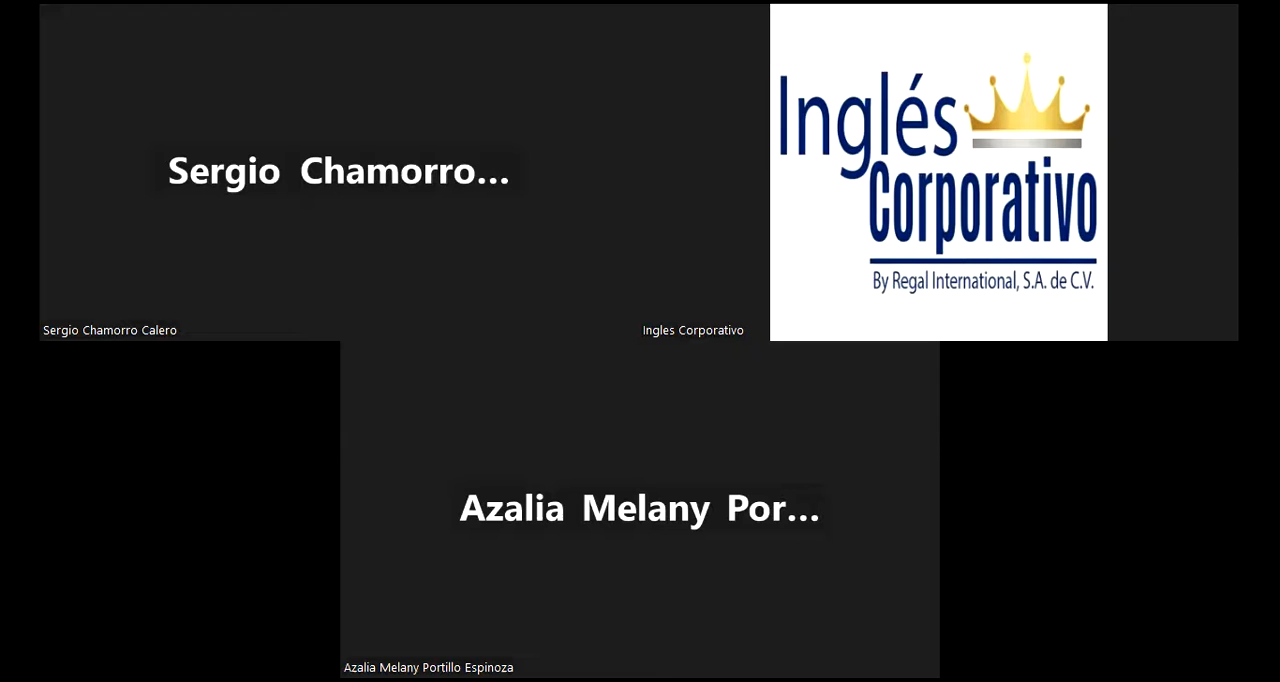 Sergio Chamorro...
Sergio Chamorro Calero
Inglés
Corporativo
By Regal International, S.A. de C.V.
Ingles Corporativo
Azalia Melany Por...
Azalia Melany Portillo Espinoza